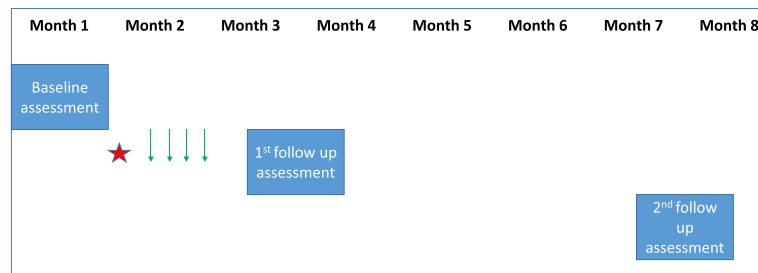 Month 1 Month 2 Month 3 Month 4 Month 5 Month 6 Month 7 Month 8
Baseline
assessment
1st follow up
assessment
2nd follow
up
assessment